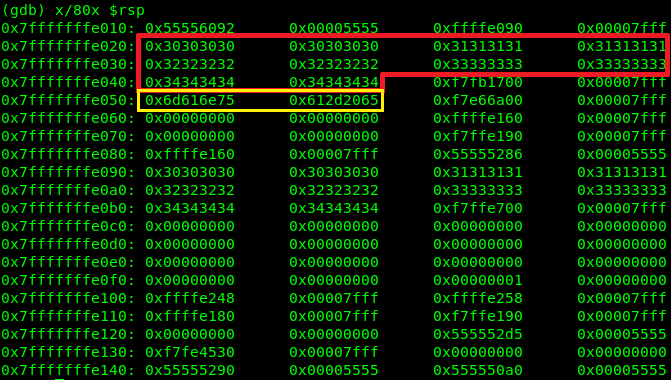 (gdb) x/80x $rsp
0x7fffffffe010: 0x55556092 0x00005555 0xffffe090 0x00007fff
0x7fffffffe020: 0x30303030 0x30303030 0x31313131 0x31313131
0x7fffffffe030: 0x32323232 0x32323232 0x33333333 0x33333333
0x7fffffffe040: 0x34343434 0x34343434 0xf7fb1700 0x00007fff
0x7fffffffe050: 0x6d616e75 0x612d2065 0xf7e66a00 0x00007fff
0x7fffffffe060: 0x00000000 0x00000000 0xffffe160 0x00007fff
0x7fffffffe070: 0x00000000 0x00000000 0xf7ffe190 0x00007fff
0x7fffffffe080: 0xffffe160 0x00007fff 0x55555286 0x00005555
0x7fffffffe090: 0x30303030 0x30303030 0x31313131 0x31313131
0x7fffffffe0a0: 0x32323232 0x32323232 0x33333333 0x33333333
0x7fffffffe0b0: 0x34343434 0x34343434 0xf7ffe700 0x00007fff
0x7fffffffe0c0: 0x00000000 0x00000000 0x00000000 0x00000000
0x7fffffffe0d0: 0x00000000 0x00000000 0x00000000 0x00000000
0x7fffffffe0e0: 0x00000000 0x00000000 0x00000000 0x00000000
0x7fffffffe0f0: 0x00000000 0x00000000 0x00000001 0x00000000
0x7fffffffe100: 0xffffe248 0x00007fff 0xffffe258 0x00007fff
0x7fffffffe110: 0xffffe180 0x00007fff 0xf7ffe190 0x00007fff
0x7fffffffe120: 0x00000000 0x00000000 0x555552d5 0x00005555
0x7fffffffe130: 0xf7fe4530 0x00007fff 0x00000000 0x00000000
0x7fffffffe140: 0x55555290 0x00005555 0x555550a0 0x00005555